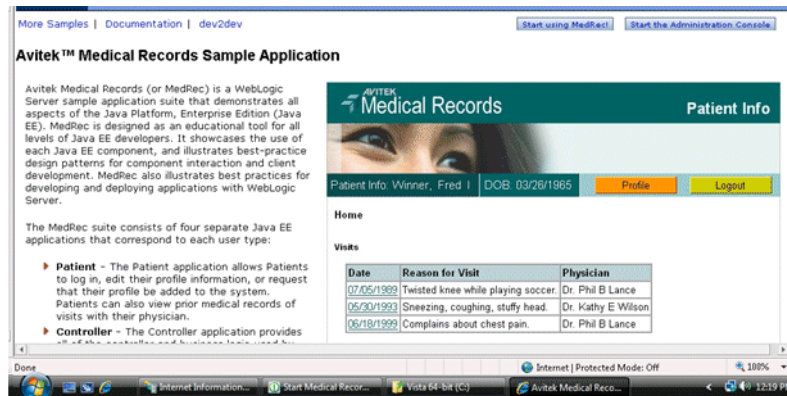 More Samples | Documentation | dev2dev
Start using MedRec!
Start the Administration Console
Avitek™ Medical Records Sample Application
Avitek Medical Records (or MedRec) is a WebLogic
Server sample application suite that demonstrates all
aspects of the Java Platform, Enterprise Edition (Java
EE). MedRec is designed as an educational tool for all
levels of Java EE developers. It showcases the use of
each Java EE component, and illustrates best-practice
design patterns for component interaction and client
development. MedRec also illustrates best practices for
developing and deploying applications with WebLogic
Server.
The MedRec suite consists of four separate Java EE
applications that correspond to each user type:
Patient - The Patient application allows Patients
to log in, edit their profile information, or request
that their profile be added to the system.
Patients can also view prior medical records of
visits with their physician.
Controller - The Controller application provides
all of the controller and business logic used by
AVITEK
Medical Records
Patient Info
Patient Info: Winner, Fred I
DOB: 03/26/1965
Profile
Logout
Home
Visits
Date Reason for Visit Physician
07/05/1989 Twisted knee while playing soccer. Dr. Phil B Lance
05/30/1993 Sneezing, coughing, stuffy head. Dr. Kathy E Wilson
06/18/1999 Complains about chest pain. Dr. Phil B Lance
Done
Internet | Protected Mode: Off
100%
Internet Information...
Start Medical Recor...
Vista 64-bit (C:)
Avitek Medical Reco...
12:19 P